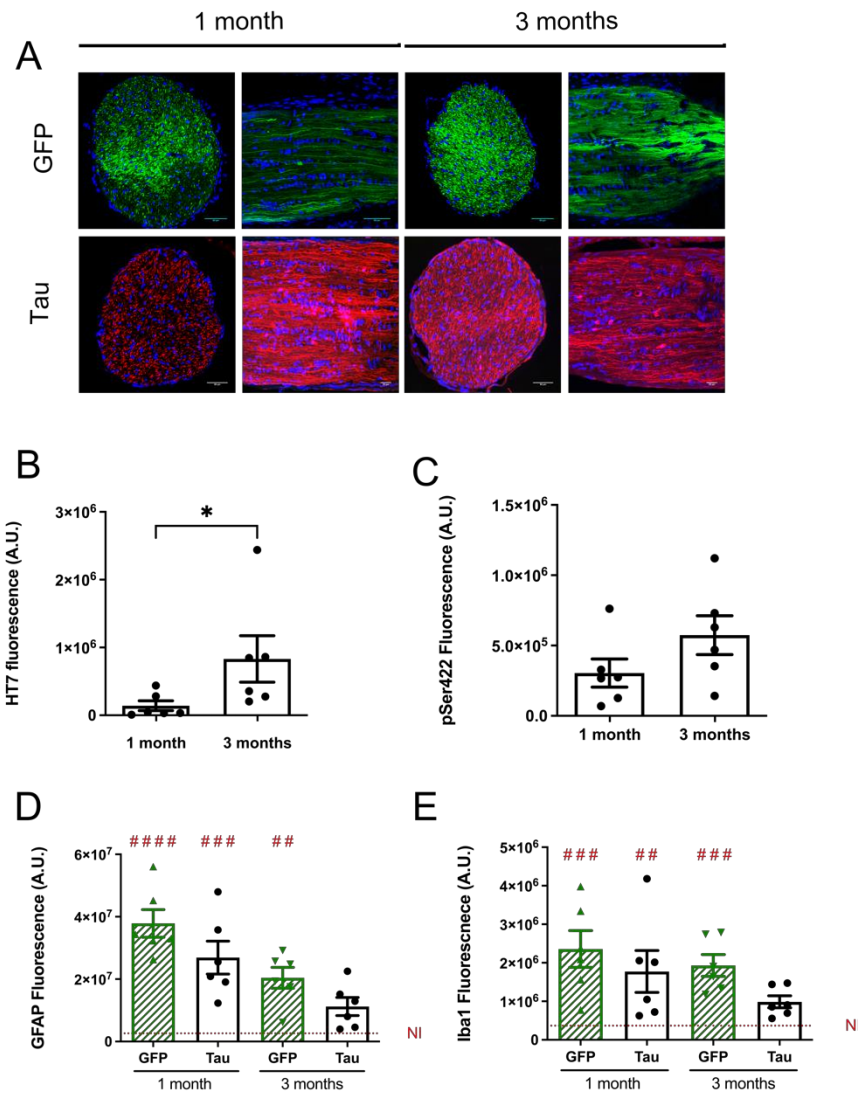 1 month 3 months
A
GFP
Tau
B
HT7 fluorescence (A.U.)
3×10⁶
2×10⁶
1×10⁶
0
*
1 month 3 months
C
pSer422 Fluorescence (A.U.)
1.5×10⁶
1.0×10⁶
5.0×10⁵
0.0
1 month 3 months
D
GFAP Fluorescence (A.U.)
6×10⁷
4×10⁷
2×10⁷
0
#### ### ##
NI
GFP Tau GFP Tau
1 month 3 months
E
Iba1 Fluorescnece (A.U.)
5×10⁶
4×10⁶
3×10⁶
2×10⁶
1×10⁶
0
### ## ###
N
GFP Tau GFP Tau
1 month 3 months